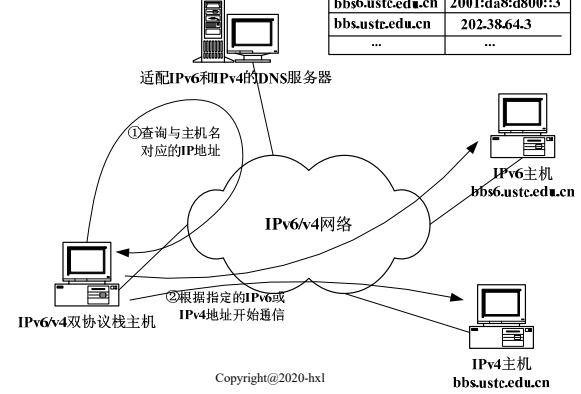 bbs6.ustc.edu.cn 2001:da8:d800::3
bbs.ustc.edu.cn 202.38.64.3
... ...
适配IPv6和IPv4的DNS服务器
①查询与主机名
对应的IP地址
IPv6主机
bbs6.ustc.edu.cn
IPv6/v4网络
②根据指定的IPv6或
IPv4地址开始通信
IPv6/v4双协议栈主机
IPv4主机
bbs.ustc.edu.cn
Copyright@2020-hxl